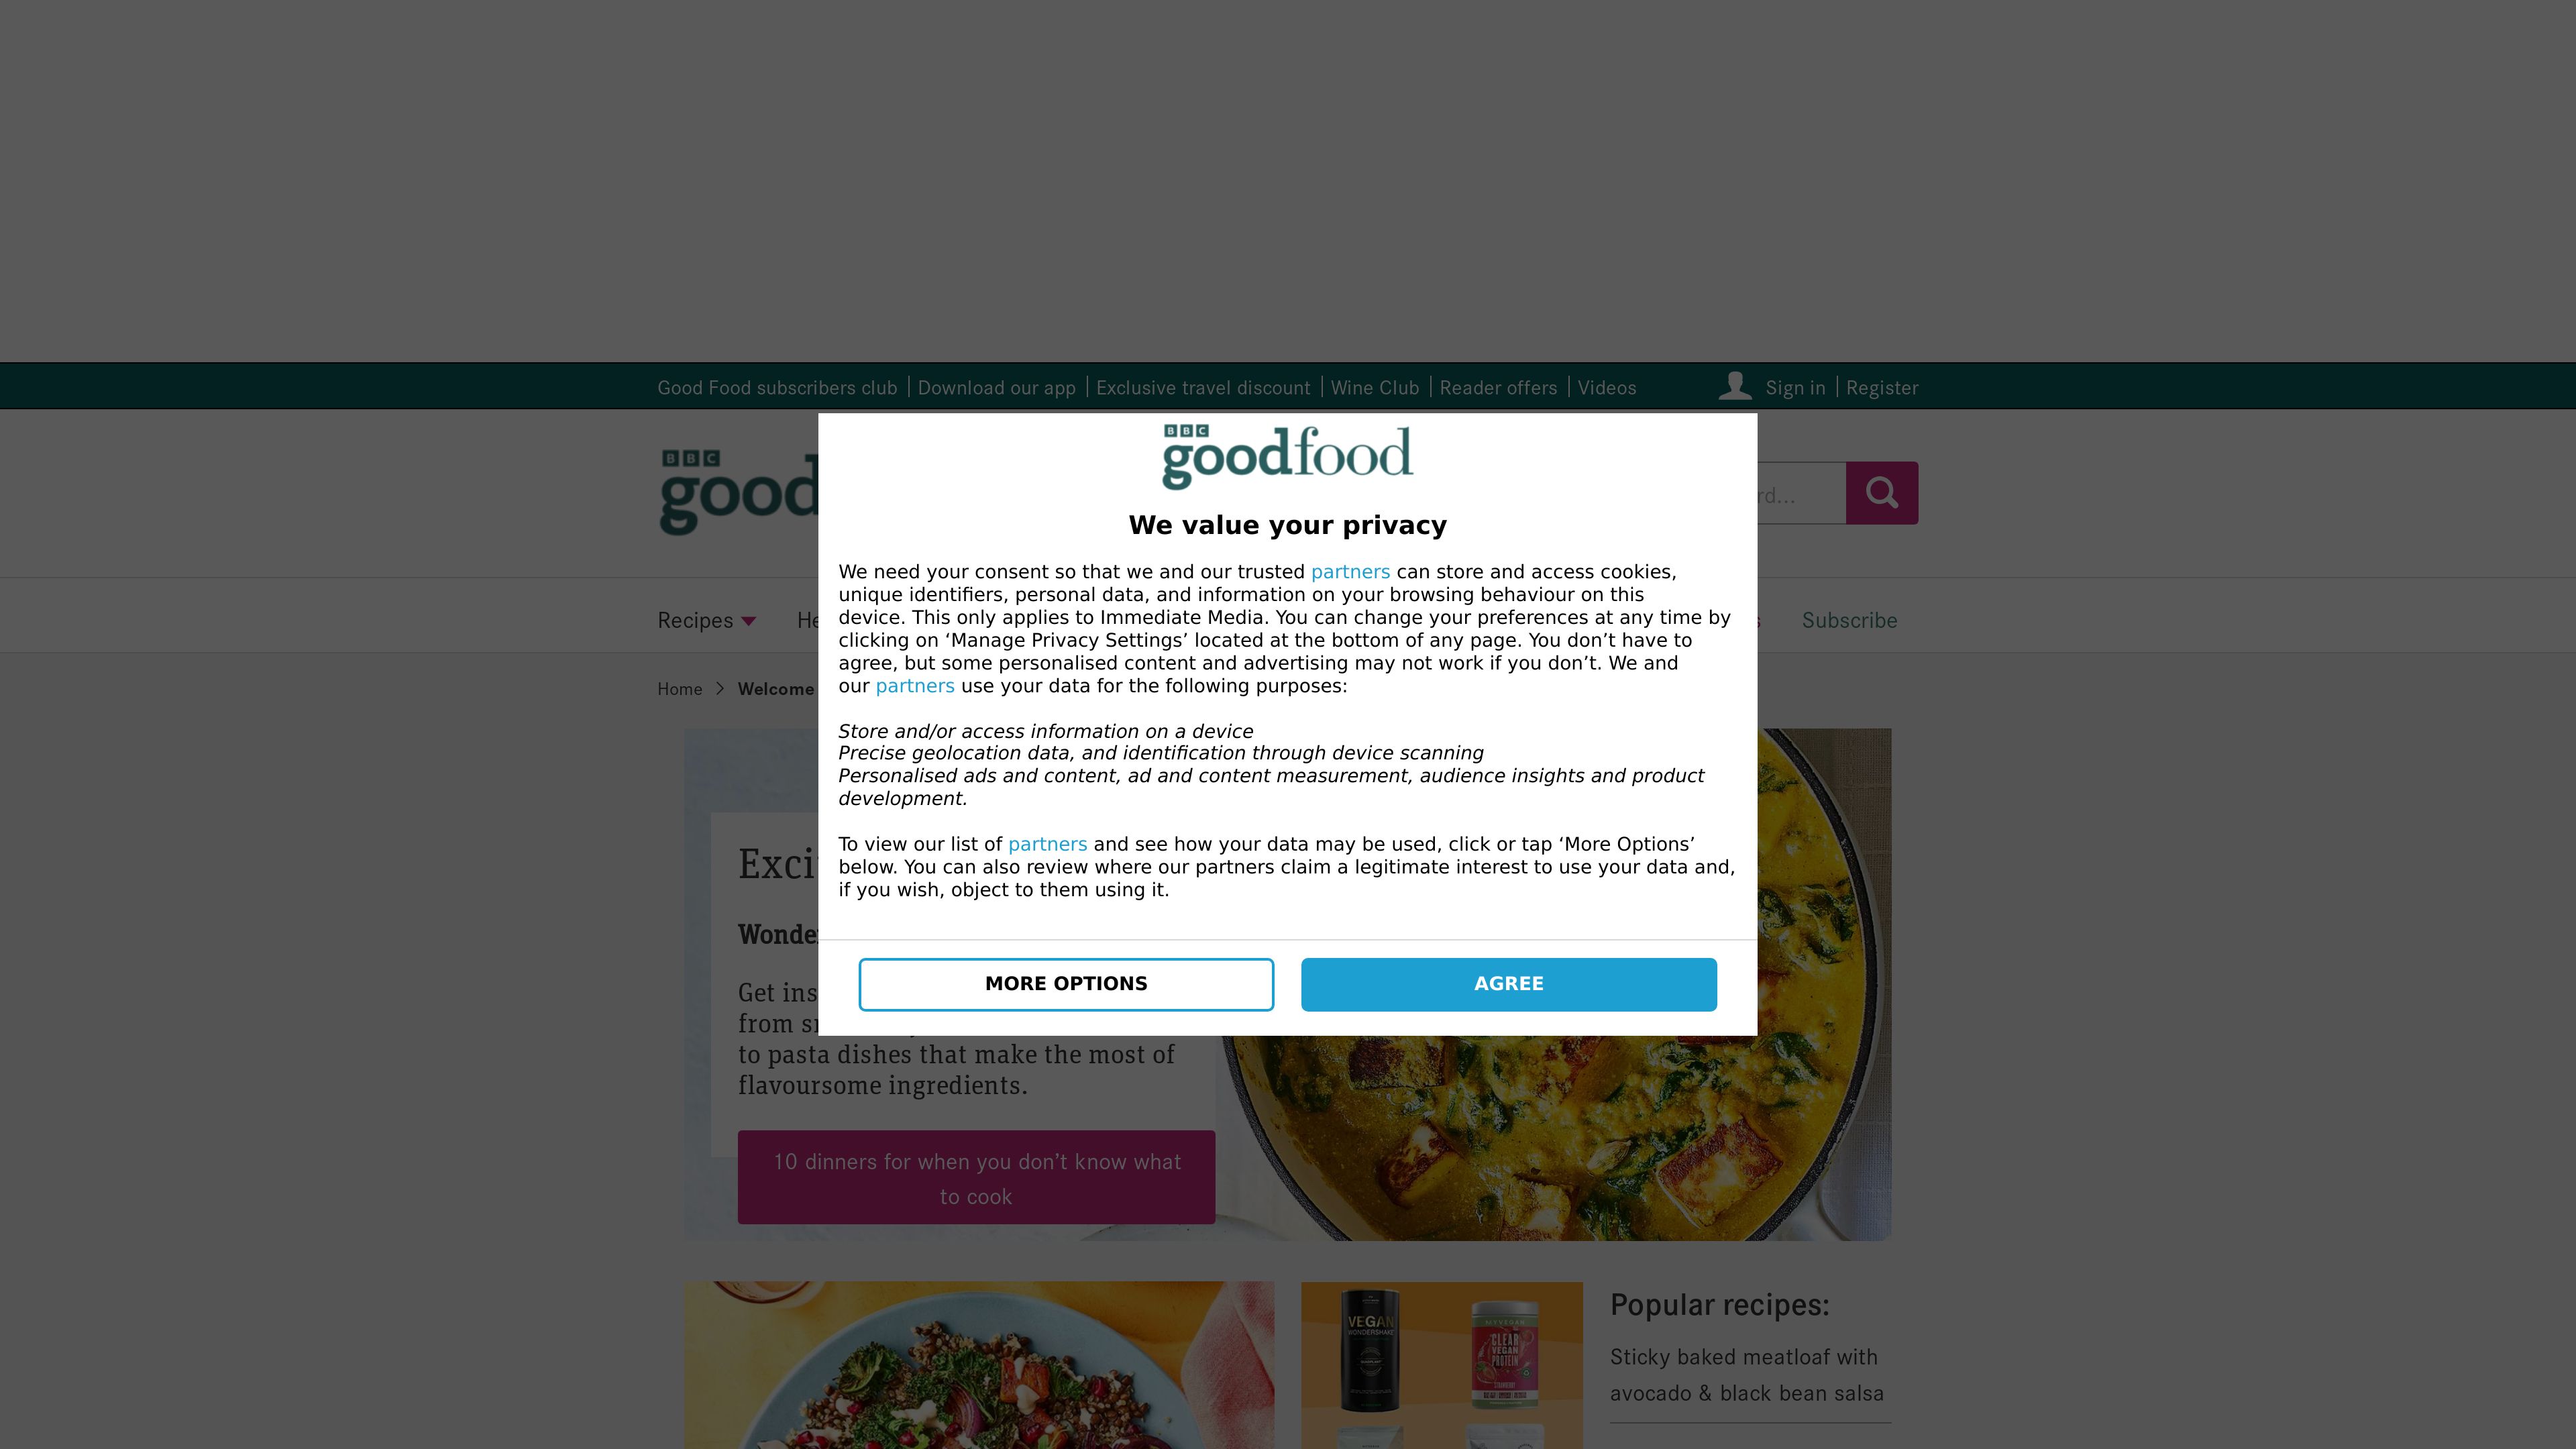 Good Food subscribers club
Download our app
Exclusive travel discount
Wine Club
Reader offers
Videos
Sign in
Register
BBC
good
BBC
goodfood
We value your privacy
We need your consent so that we and our trusted partners can store and access cookies,
unique identifiers, personal data, and information on your browsing behaviour on this
device. This only applies to Immediate Media. You can change your preferences at any time by
clicking on ‘Manage Privacy Settings’ located at the bottom of any page. You don’t have to
agree, but some personalised content and advertising may not work if you don’t. We and
our partners use your data for the following purposes:
Store and/or access information on a device
Precise geolocation data, and identification through device scanning
Personalised ads and content, ad and content measurement, audience insights and product
development.
To view our list of partners and see how your data may be used, click or tap ‘More Options’
below. You can also review where our partners claim a legitimate interest to use your data and,
if you wish, object to them using it.
MORE OPTIONS
AGREE
Recipes
Subscribe
Home
Welcome
Get
from
to pasta dishes that make the most of
flavoursome ingredients.
10 dinners for when you don’t know what
to cook
VEGAN
WONDERSHAKE
MYVEGAN
CLEAR
VEGAN
PROTEIN
Popular recipes:
Sticky baked meatloaf with
avocado & black bean salsa